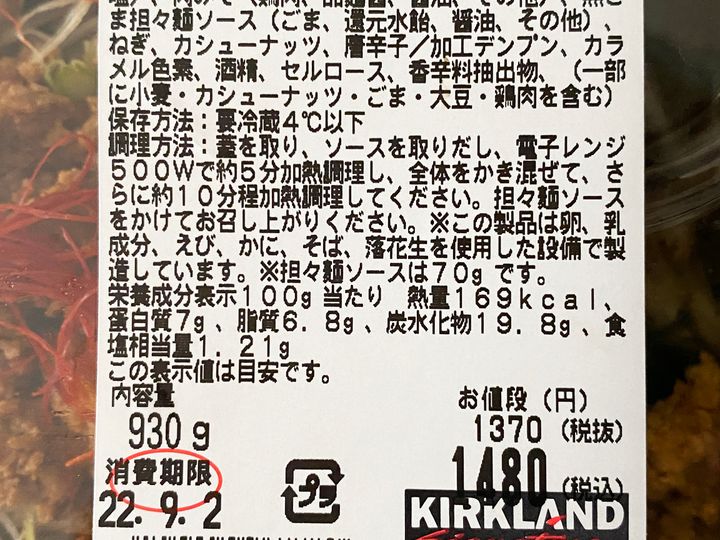 ま担々麺ソース（ごま、還元水飴、醤油、その他）、
ねぎ、カシューナッツ、唐辛子／加工デンプン、カラ
メル色素、酒精、セルロース、香辛料抽出物、（一部
に小麦・カシューナッツ・ごま・大豆・鶏肉を含む）
保存方法：要冷蔵４℃以下
調理方法：蓋を取り、ソースを取りだし、電子レンジ
５００Ｗで約５分加熱調理し、全体をかき混ぜて、さ
らに約１０分程加熱調理してください。担々麺ソース
をかけてお召し上がりください。※この製品は卵、乳
成分、えび、かに、そば、落花生を使用した設備で製
造しています。※担々麺ソースは７０ｇです。
栄養成分表示１００ｇ当たり　熱量１６９ｋｃａｌ、
蛋白質７ｇ、脂質６．８ｇ、炭水化物１９．８ｇ、食
塩相当量１．２１ｇ
この表示値は目安です。
内容量 お値段（円）
930ｇ 1370（税抜）
消費期限 1480（税込）
22.9.2 プラ
KIRKLAND